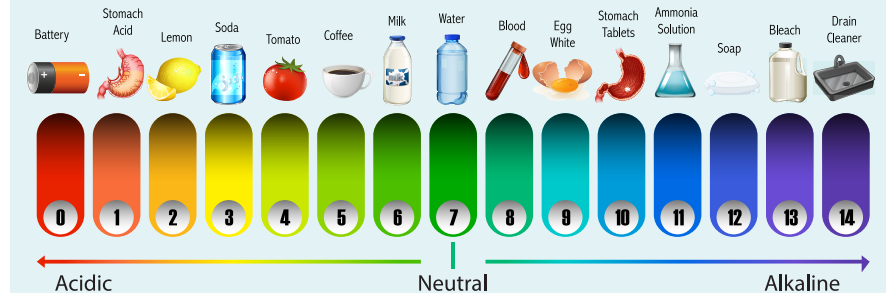 Battery
Stomach
Acid
Lemon
Soda
Tomato
Coffee
Milk
Water
Blood
Egg
White
Stomach
Tablets
Ammonia
Solution
Soap
Bleach
Drain
Cleaner
+ −
0 1 2 3 4 5 6 7 8 9 10 11 12 13 14
Acidic Neutral Alkaline